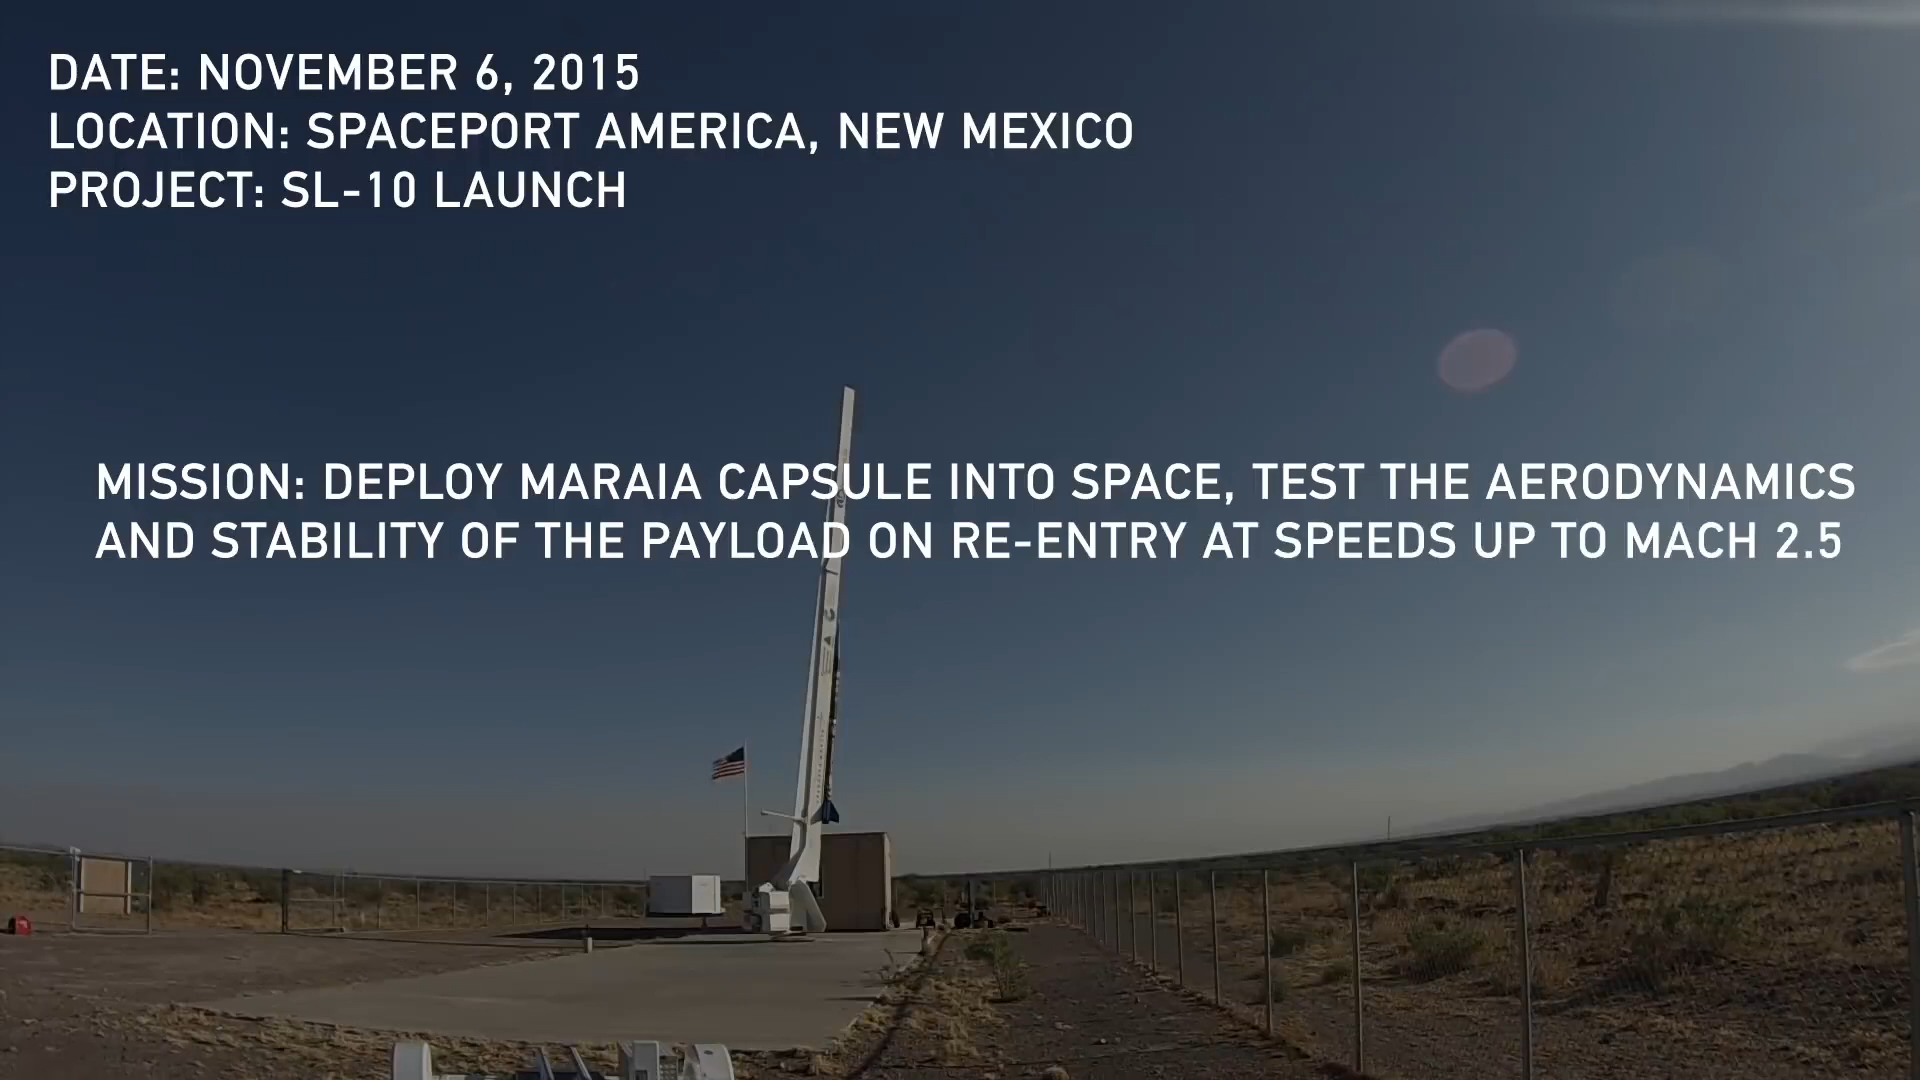 DATE: NOVEMBER 6, 2015
LOCATION: SPACEPORT AMERICA, NEW MEXICO
PROJECT: SL-10 LAUNCH
MISSION: DEPLOY MARAIA CAPSULE INTO SPACE, TEST THE AERODYNAMICS
AND STABILITY OF THE PAYLOAD ON RE-ENTRY AT SPEEDS UP TO MACH 2.5